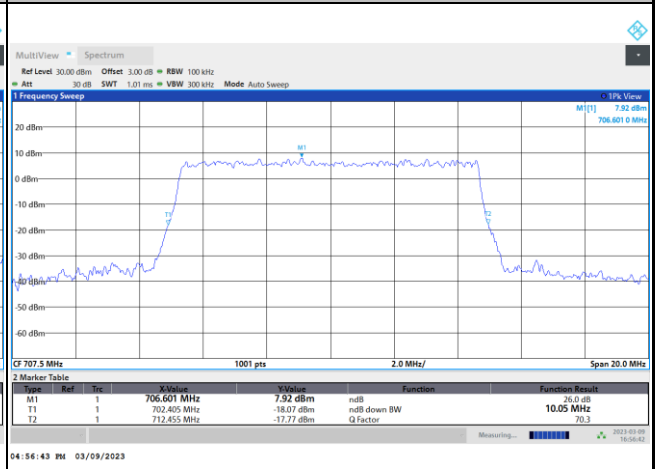 MultiView Spectrum
Ref Level 30.00 dBm Offset 3.00 dB RBW 100 kHz
Att 30 dB SWT 1.01 ms VBW 300 kHz Mode Auto Sweep
1 Frequency Sweep 1Pk View
M1[1] 7.92 dBm
706.601 0 MHz
20 dBm
M1
10 dBm
0 dBm
-10 dBm
T1 T2
-20 dBm
-30 dBm
-40 dBm
-50 dBm
-60 dBm
CF 707.5 MHz 1001 pts 2.0 MHz/ Span 20.0 MHz
2 Marker Table
Type Ref Trc X-Value Y-Value Function Function Result
M1 1 706.601 MHz 7.92 dBm ndB 26.0 dB
T1 1 702.405 MHz -18.07 dBm ndB down BW 10.05 MHz
T2 1 712.455 MHz -17.77 dBm Q Factor 70.3
Measuring... 2023-03-09
16:56:42
04:56:43 PM 03/09/2023